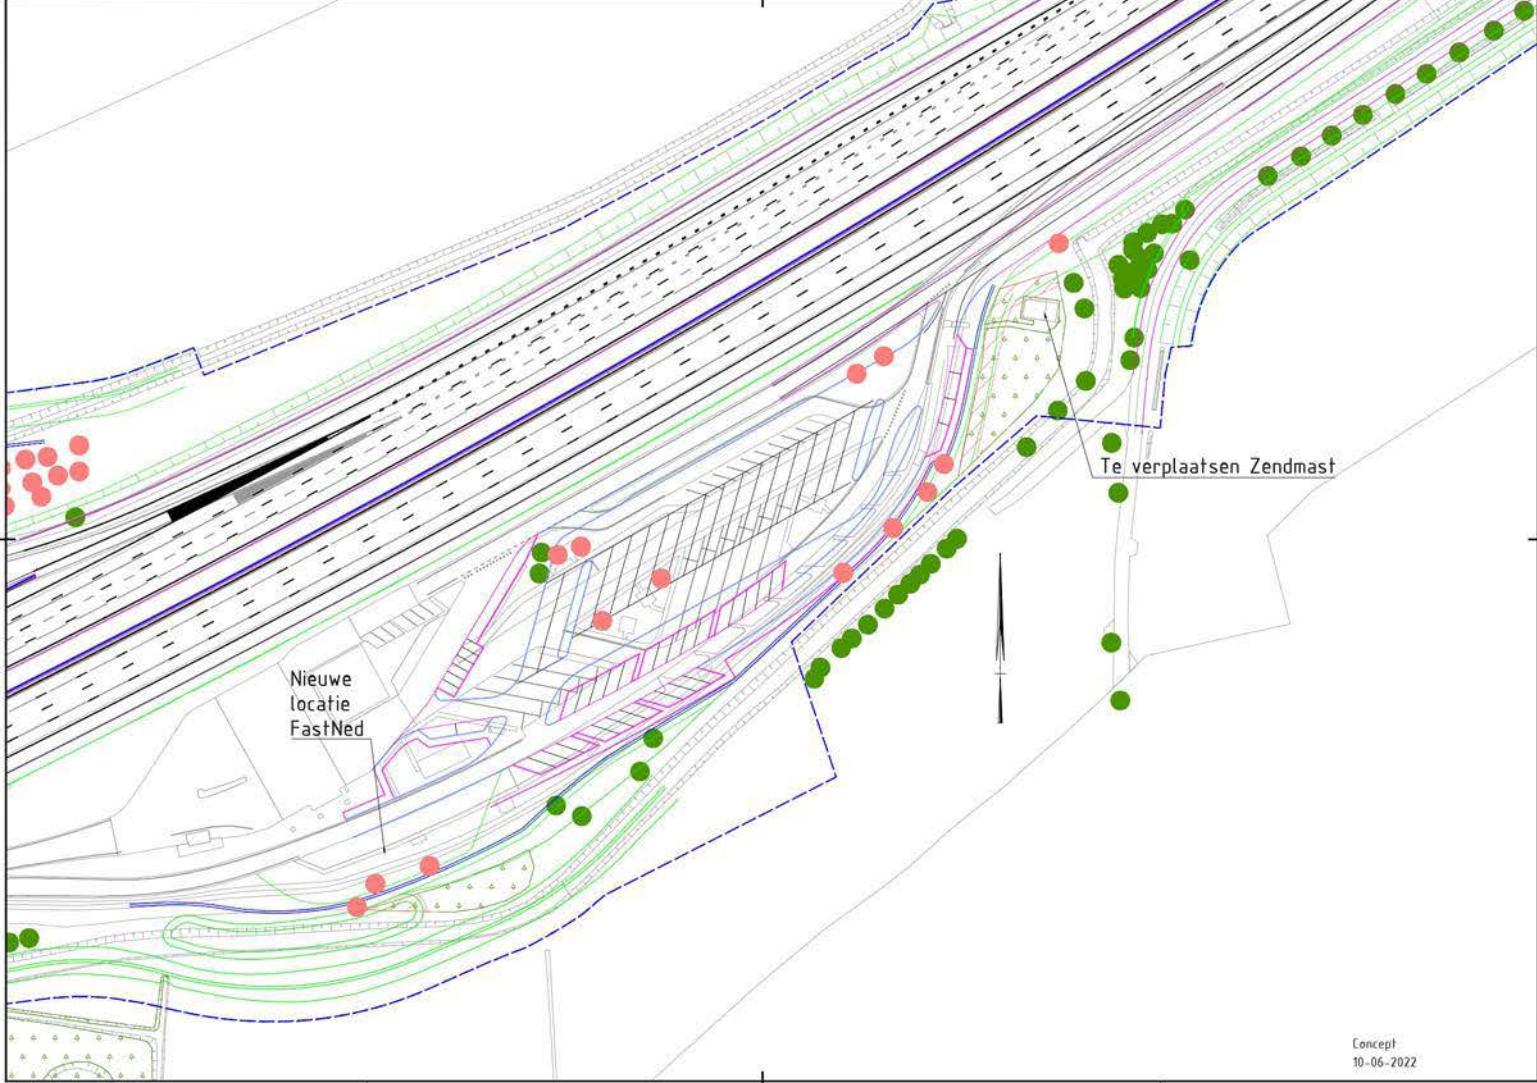 Te verplaatsen Zendmast
Nieuwe
locatie
FastNed
Concept
10-06-2022